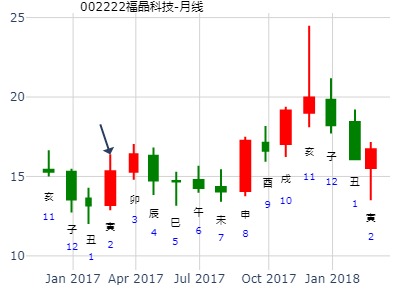 002222福晶科技-月线
25
20
15
10
亥
11
子
12
丑
1
寅
2
卯
3
辰
4
巳
5
午
6
未
7
申
8
酉
9
戌
10
亥
11
子
12
丑
1
寅
2
Jan 2017
Apr 2017
Jul 2017
Oct 2017
Jan 2018